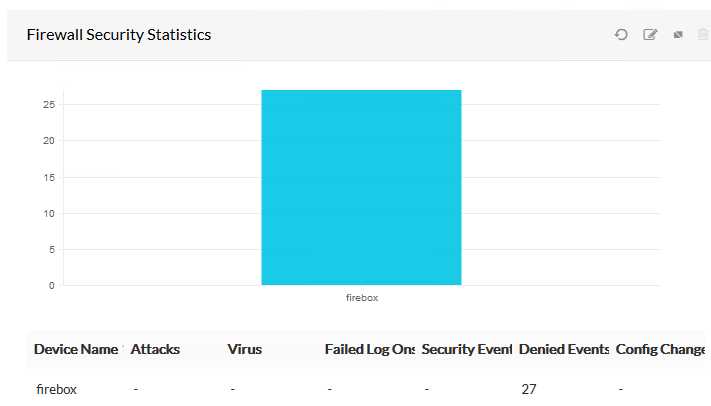 Firewall Security Statistics
25
20
15
10
5
0
firebox
Device Name Attacks Virus Failed Log Ons Security Event Denied Events Config Change
firebox - - - - 27 -